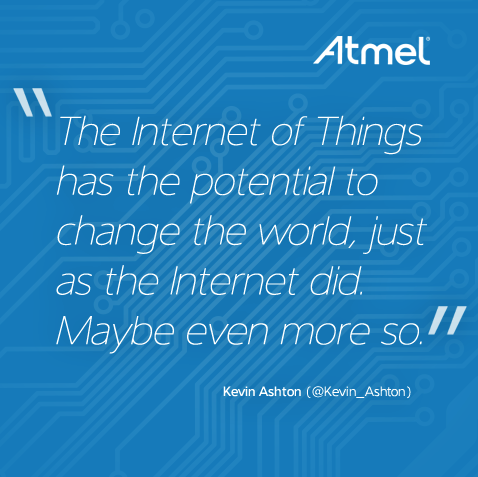 Atmel®
"The Internet of Things
has the potential to
change the world, just
as the Internet did.
Maybe even more so."
Kevin Ashton (@Kevin_Ashton)